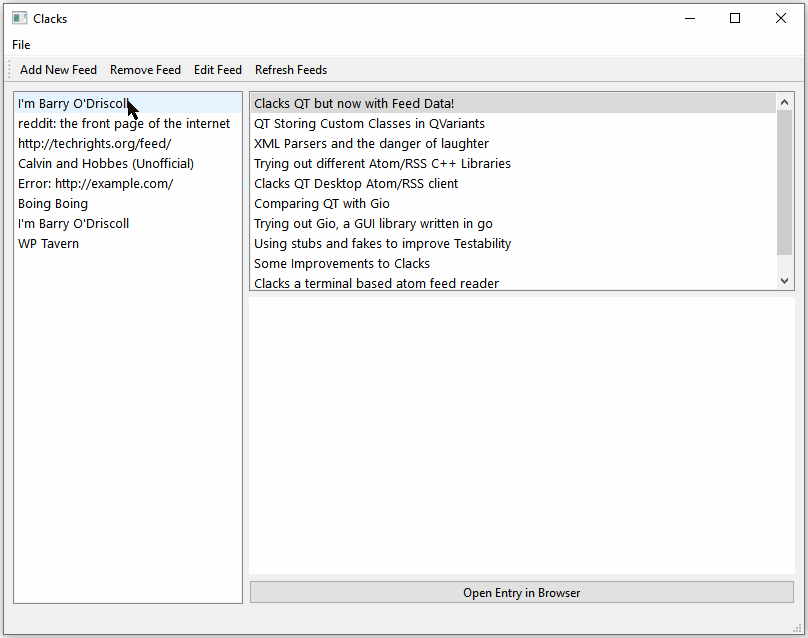 Clacks
File
Add New Feed Remove Feed Edit Feed Refresh Feeds
I'm Barry O'Driscoll
reddit: the front page of the internet
http://techrights.org/feed/
Calvin and Hobbes (Unofficial)
Error: http://example.com/
Boing Boing
I'm Barry O'Driscoll
WP Tavern
Clacks QT but now with Feed Data!
QT Storing Custom Classes in QVariants
XML Parsers and the danger of laughter
Trying out different Atom/RSS C++ Libraries
Clacks QT Desktop Atom/RSS client
Comparing QT with Gio
Trying out Gio, a GUI library written in go
Using stubs and fakes to improve Testability
Some Improvements to Clacks
Clacks a terminal based atom feed reader
Open Entry in Browser